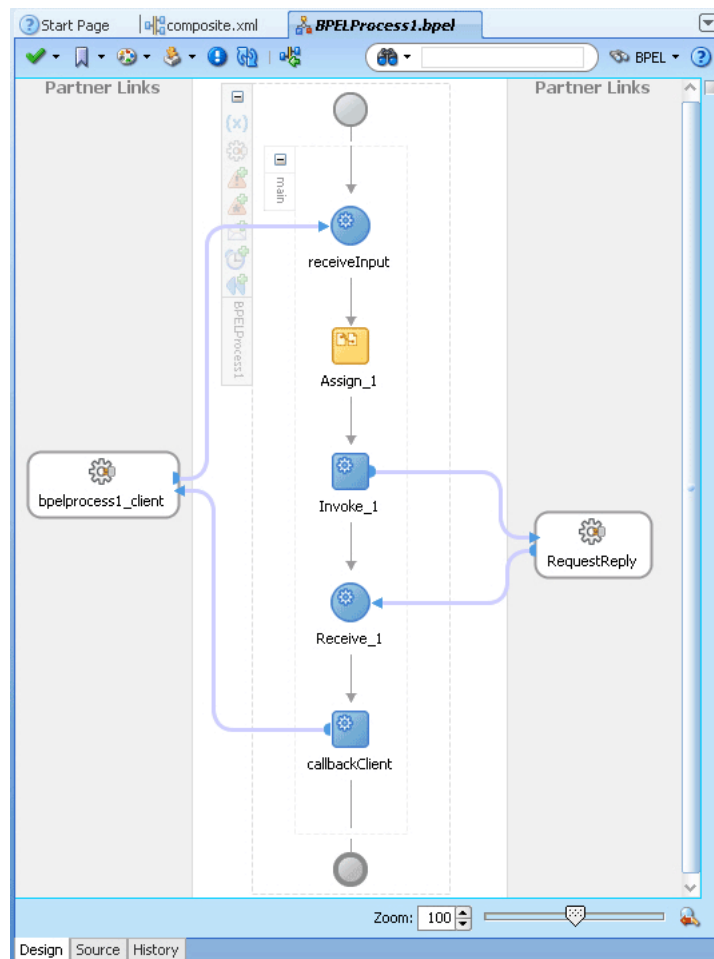 Start Page
composite.xml
BPELProcess1.bpel
BPEL
Partner Links
Partner Links
main
BPELProcess1
receiveInput
Assign_1
bpelprocess1_client
Invoke_1
RequestReply
Receive_1
callbackClient
Zoom: 100
Design Source History